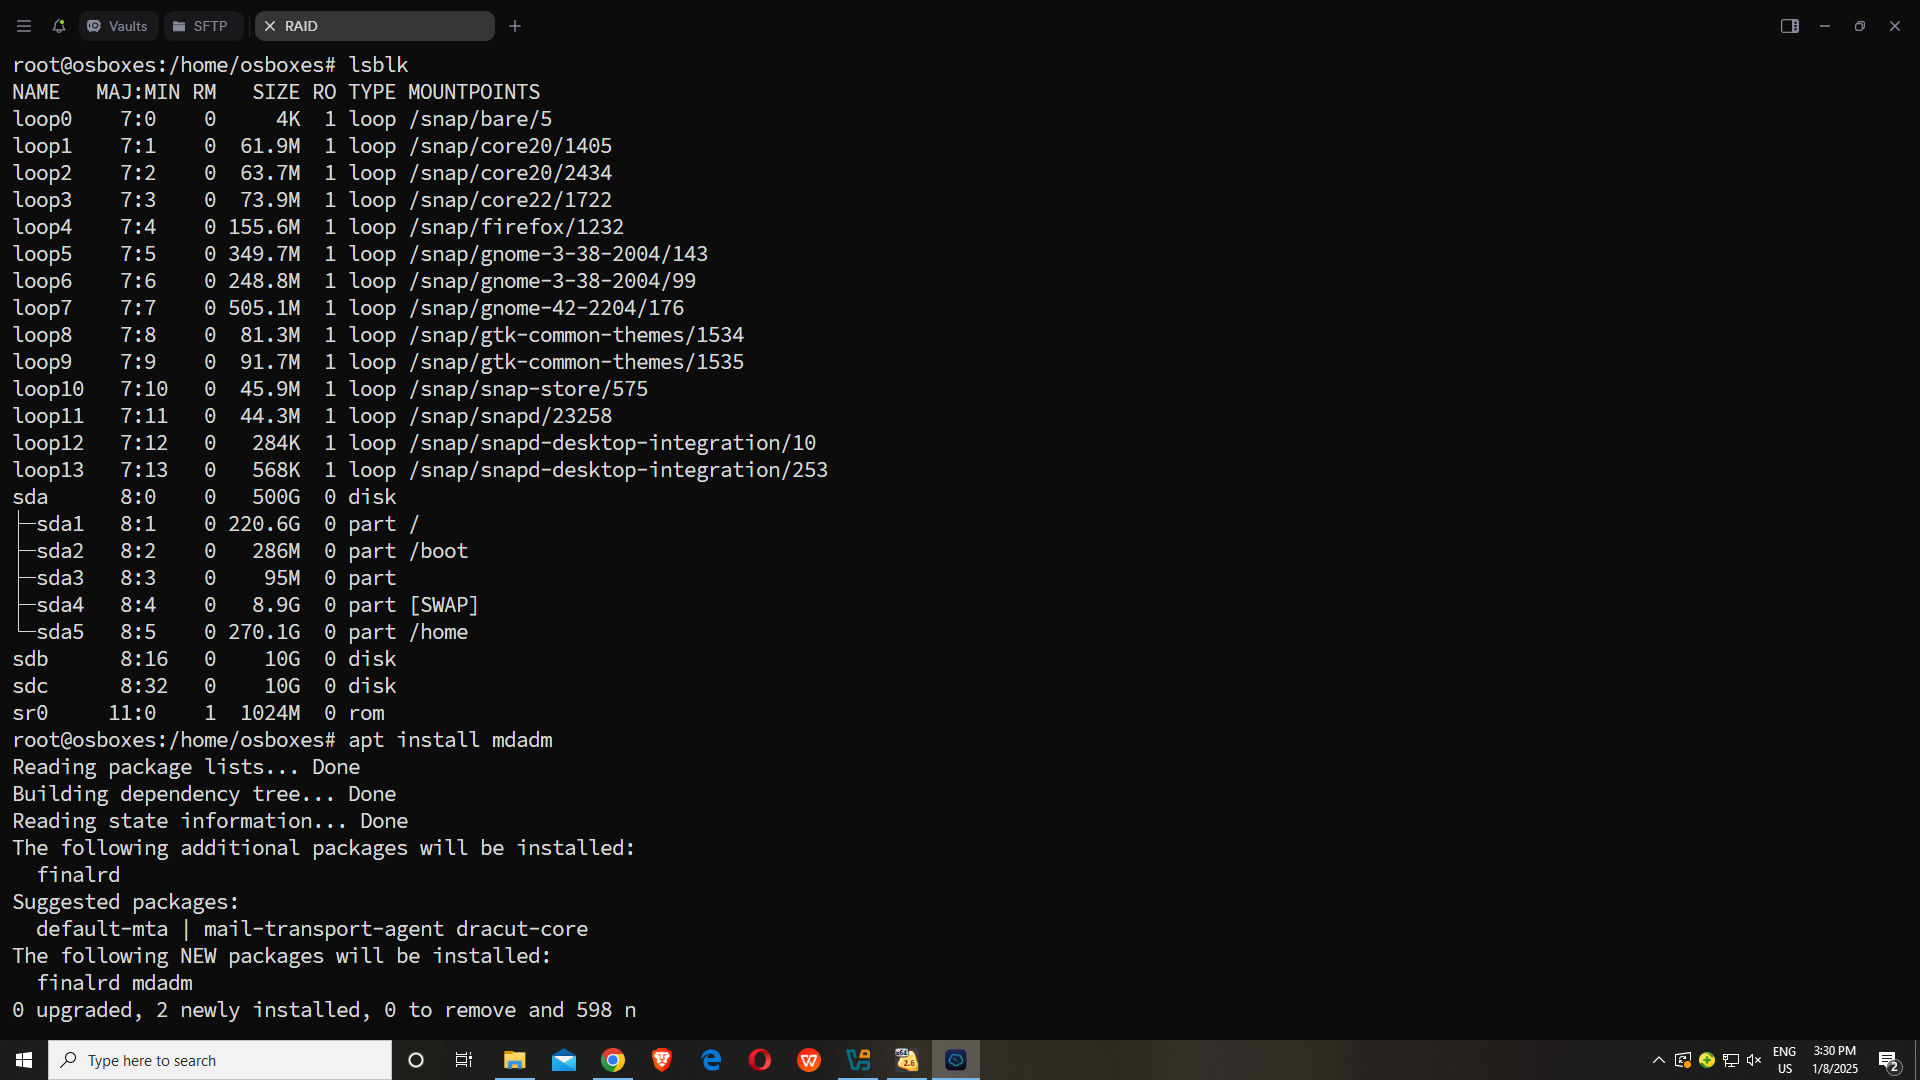 Vaults SFTP RAID
root@osboxes:/home/osboxes# lsblk
NAME   MAJ:MIN RM   SIZE RO TYPE MOUNTPOINTS
loop0    7:0    0     4K  1 loop /snap/bare/5
loop1    7:1    0  61.9M  1 loop /snap/core20/1405
loop2    7:2    0  63.7M  1 loop /snap/core20/2434
loop3    7:3    0  73.9M  1 loop /snap/core22/1722
loop4    7:4    0 155.6M  1 loop /snap/firefox/1232
loop5    7:5    0 349.7M  1 loop /snap/gnome-3-38-2004/143
loop6    7:6    0 248.8M  1 loop /snap/gnome-3-38-2004/99
loop7    7:7    0 505.1M  1 loop /snap/gnome-42-2204/176
loop8    7:8    0  81.3M  1 loop /snap/gtk-common-themes/1534
loop9    7:9    0  91.7M  1 loop /snap/gtk-common-themes/1535
loop10   7:10   0  45.9M  1 loop /snap/snap-store/575
loop11   7:11   0  44.3M  1 loop /snap/snapd/23258
loop12   7:12   0   284K  1 loop /snap/snapd-desktop-integration/10
loop13   7:13   0   568K  1 loop /snap/snapd-desktop-integration/253
sda      8:0    0   500G  0 disk
├─sda1   8:1    0 220.6G  0 part /
├─sda2   8:2    0   286M  0 part /boot
├─sda3   8:3    0    95M  0 part
├─sda4   8:4    0   8.9G  0 part [SWAP]
└─sda5   8:5    0 270.1G  0 part /home
sdb      8:16   0    10G  0 disk
sdc      8:32   0    10G  0 disk
sr0     11:0    1  1024M  0 rom
root@osboxes:/home/osboxes# apt install mdadm
Reading package lists... Done
Building dependency tree... Done
Reading state information... Done
The following additional packages will be installed:
  finalrd
Suggested packages:
  default-mta | mail-transport-agent dracut-core
The following NEW packages will be installed:
  finalrd mdadm
0 upgraded, 2 newly installed, 0 to remove and 598 n
Type here to search
x64
2.6
ENG
US
3:30 PM
1/8/2025
2